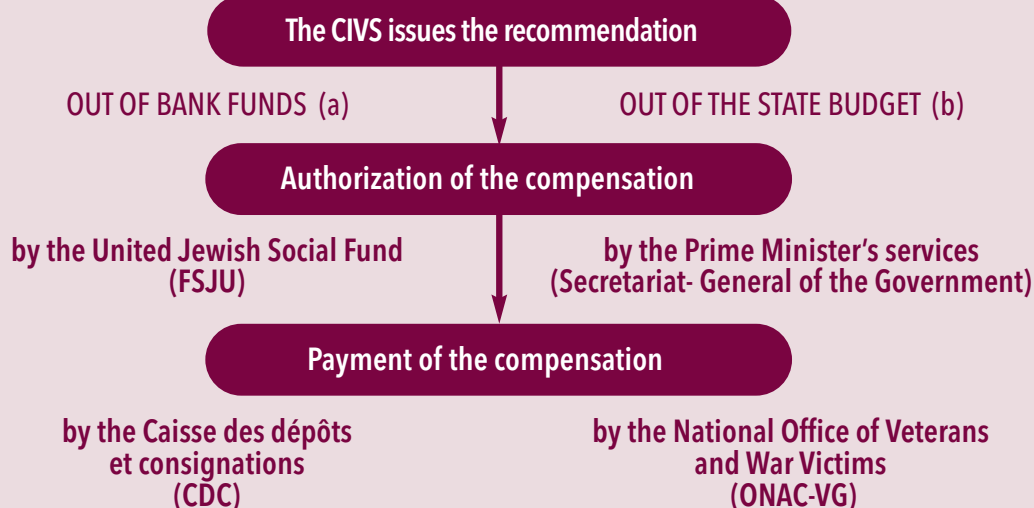 The CIVS issues the recommendation
OUT OF BANK FUNDS (a)
OUT OF THE STATE BUDGET (b)
Authorization of the compensation
by the United Jewish Social Fund
(FSJU)
by the Prime Minister’s services
(Secretariat- General of the Government)
Payment of the compensation
by the Caisse des dépôts
et consignations
(CDC)
by the National Office of Veterans
and War Victims
(ONAC-VG)